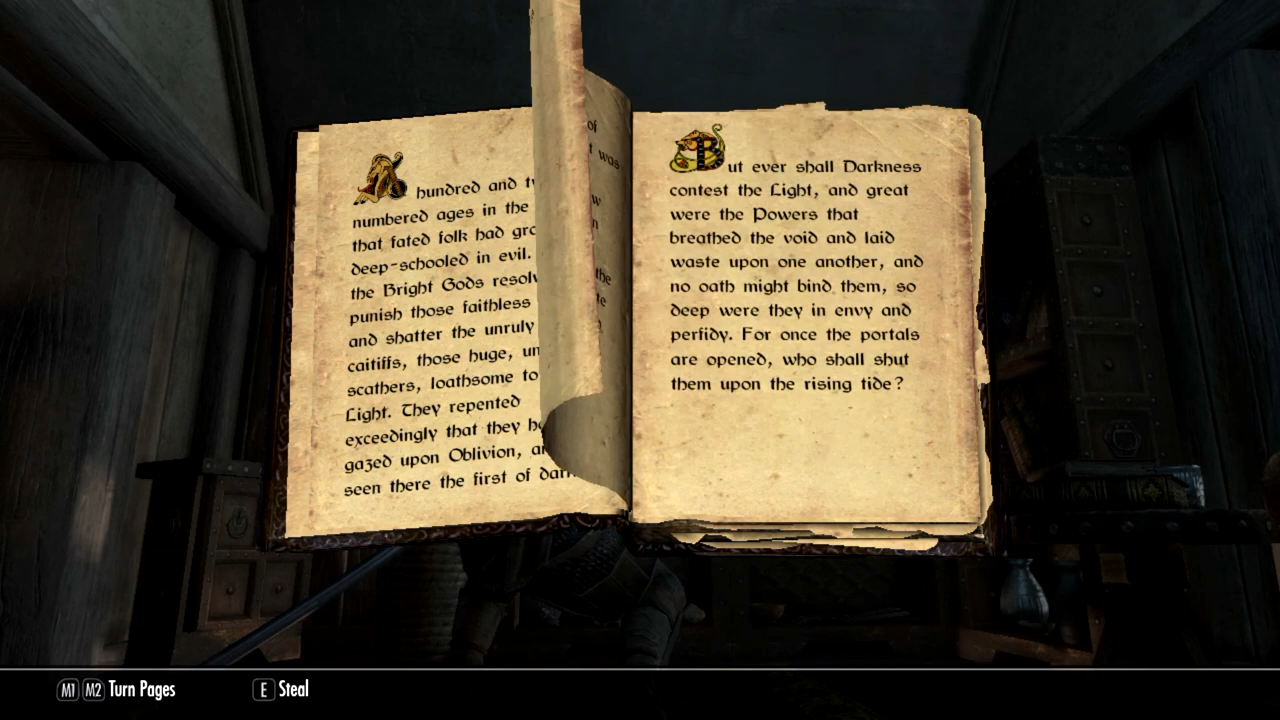 A hundred and
numbered ages in the
that fated folk had
deep-schooled in evil.
the Bright Gods
punish those faithless
and shatter the unruly
caitiffs, those huge,
scathers, loathsome to
Light. They repented
exceedingly that they
gazed upon Oblivion,
seen there the first of
of
was
the
But ever shall Darkness
contest the Light, and great
were the Powers that
breathed the void and laid
waste upon one another, and
no oath might bind them, so
deep were they in envy and
perfidy. For once the portals
are opened, who shall shut
them upon the rising tide?
M1 M2 Turn Pages
E Steal